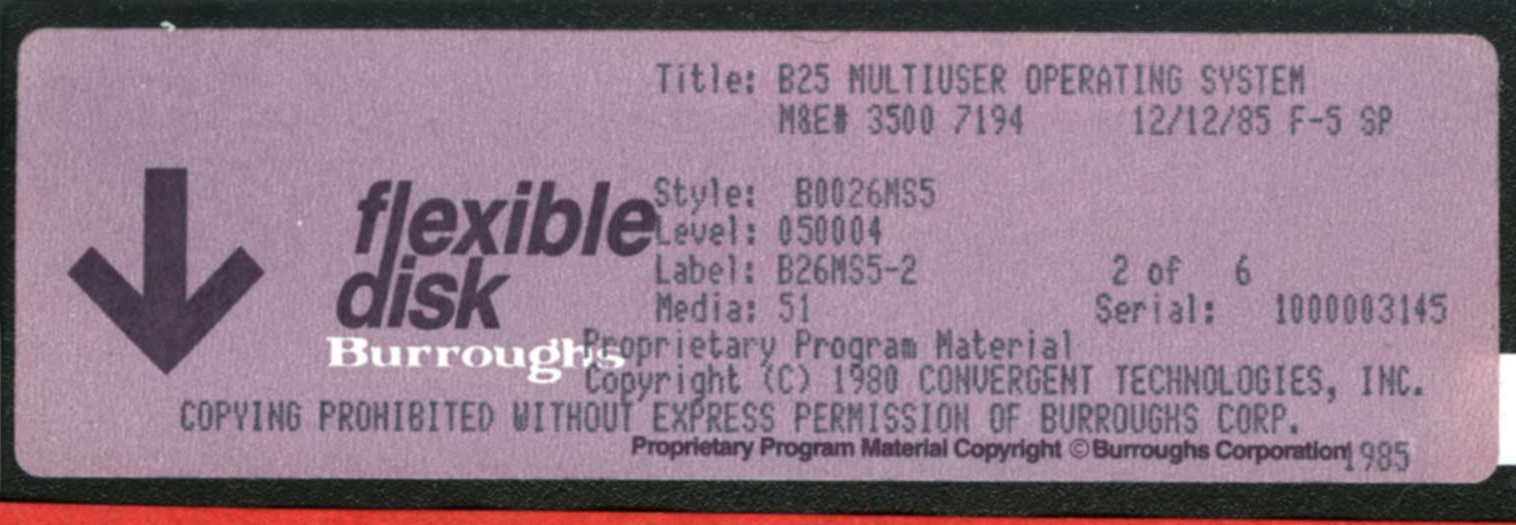 Title: B25 MULTIUSER OPERATING SYSTEM
M&E# 3500 7194 12/12/85 F-5 SP
flexible
disk
Burroughs
Style: B0026MS5
Level: 050004
Label: B26MS5-2 2 of 6
Media: 51 Serial: 1000003145
Proprietary Program Material
Copyright (C) 1980 CONVERGENT TECHNOLOGIES, INC.
COPYING PROHIBITED WITHOUT EXPRESS PERMISSION OF BURROUGHS CORP.
Proprietary Program Material Copyright © Burroughs Corporation 1985